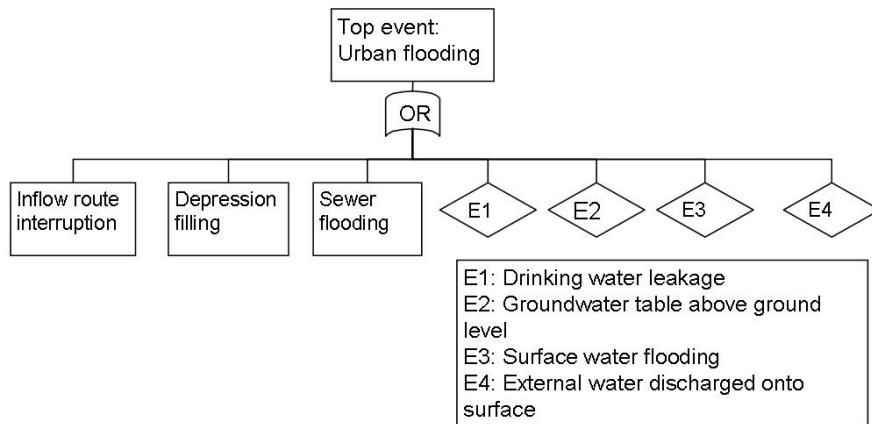 Top event:
Urban flooding
OR
Inflow route
interruption
Depression
filling
Sewer
flooding
E1
E2
E3
E4
E1: Drinking water leakage
E2: Groundwater table above ground
level
E3: Surface water flooding
E4: External water discharged onto
surface